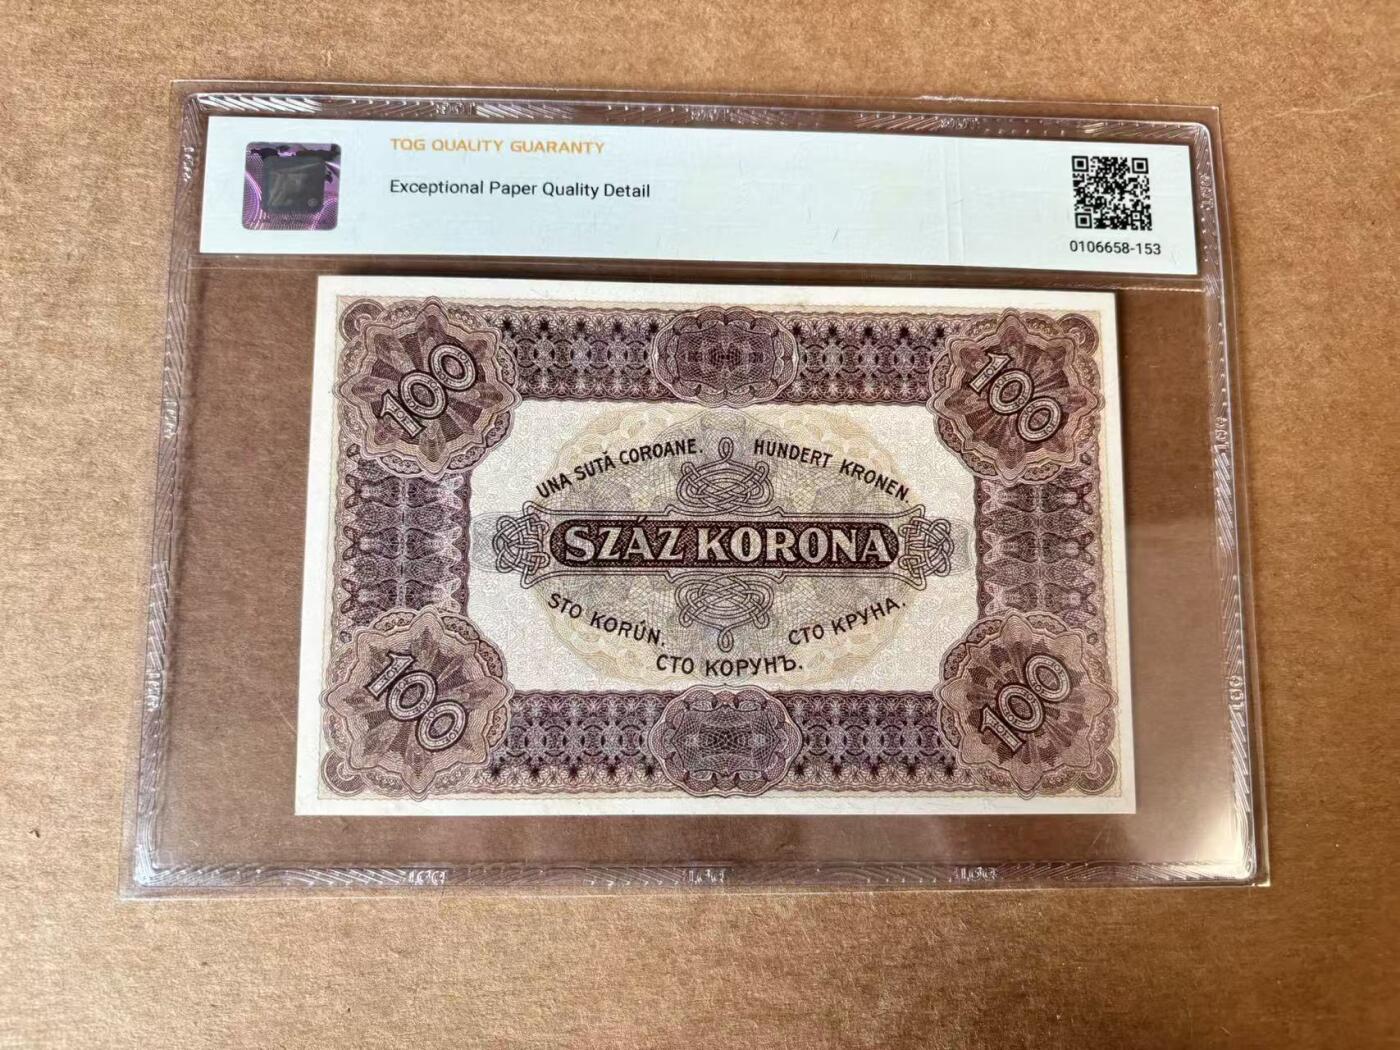 TQG QUALITY GUARANTY
Exceptional Paper Quality Detail
0106658-153
100
100
UNA SUTĂ COROANE.
HUNDERT KRONEN.
SZÁZ KORONA
STO KORÚN.
СТО КРУНА.
СТО КОРУНЪ.
100
100